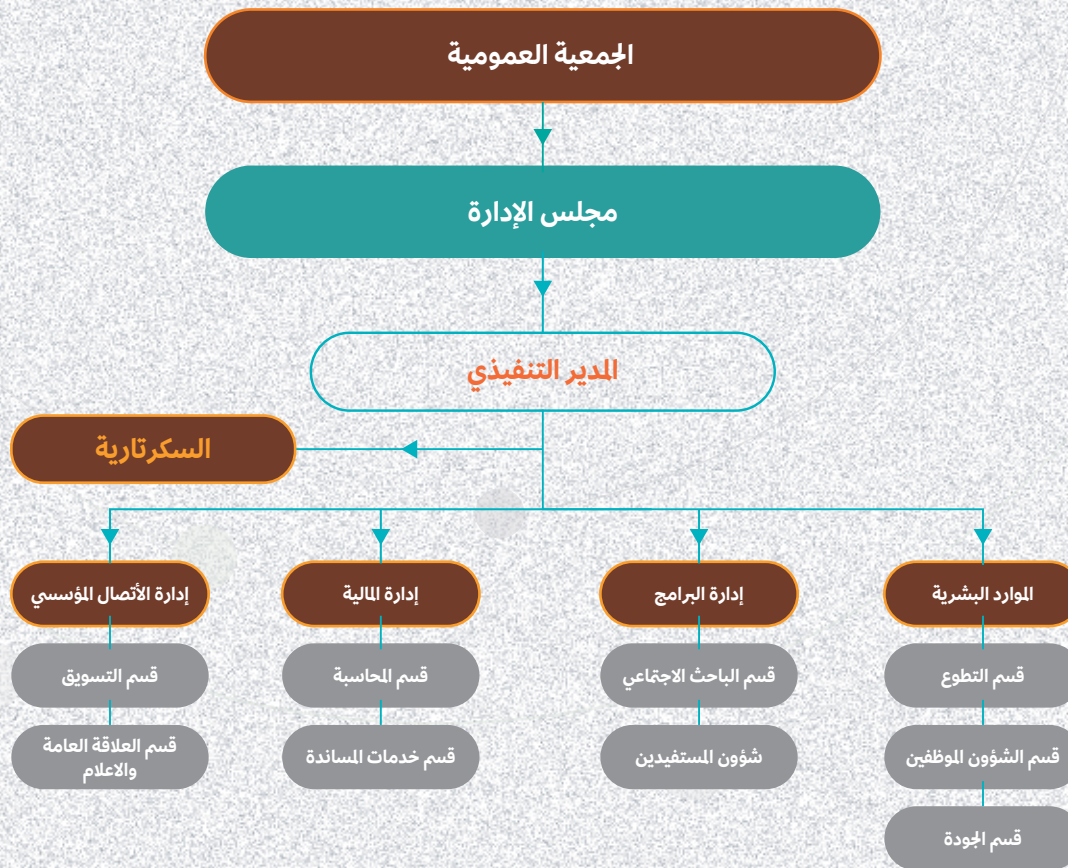 الجمعية العمومية
مجلس الإدارة
المدير التنفيذي
السكرتارية
الموارد البشرية
إدارة البرامج
إدارة المالية
إدارة الأتصال المؤسسي
قسم التطوع
قسم الباحث الاجتماعي
قسم المحاسبة
قسم التسويق
قسم الشؤون الموظفين
شؤون المستفيدين
قسم خدمات المساندة
قسم العلاقة العامة
والاعلام
قسم الجودة